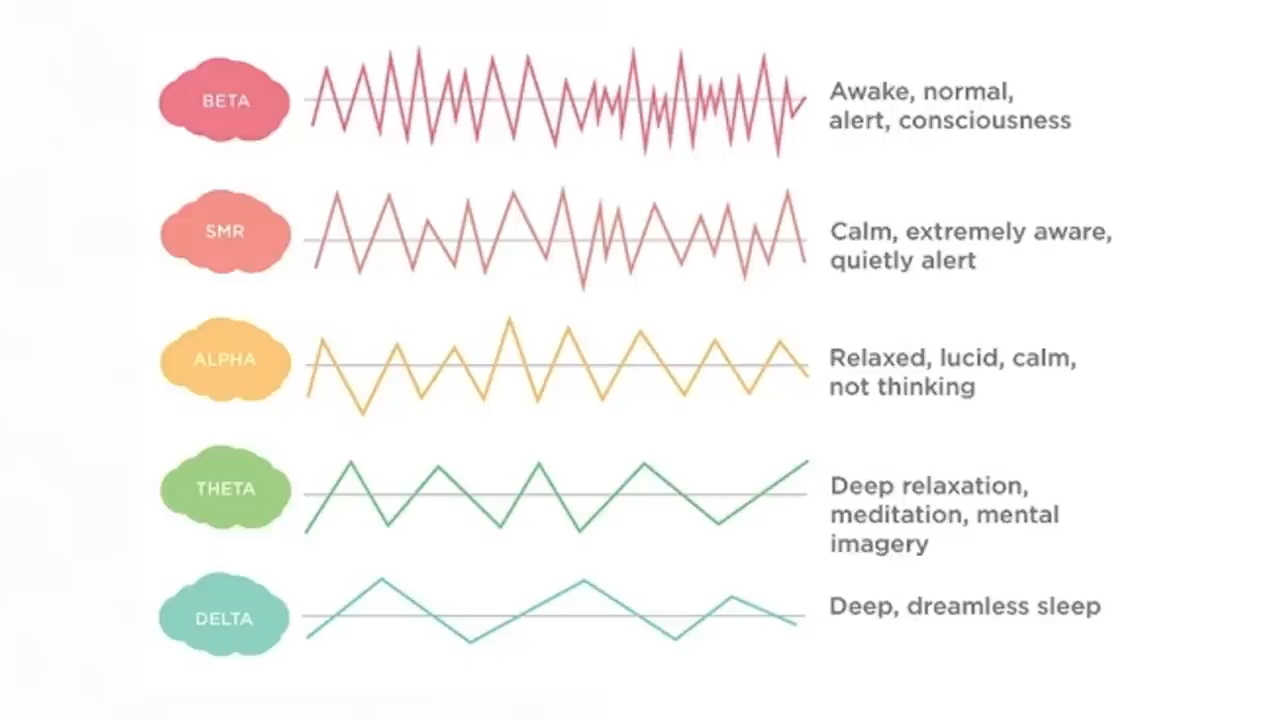 BETA
Awake, normal,
alert, consciousness
SMR
Calm, extremely aware,
quietly alert
ALPHA
Relaxed, lucid, calm,
not thinking
THETA
Deep relaxation,
meditation, mental
imagery
DELTA
Deep, dreamless sleep